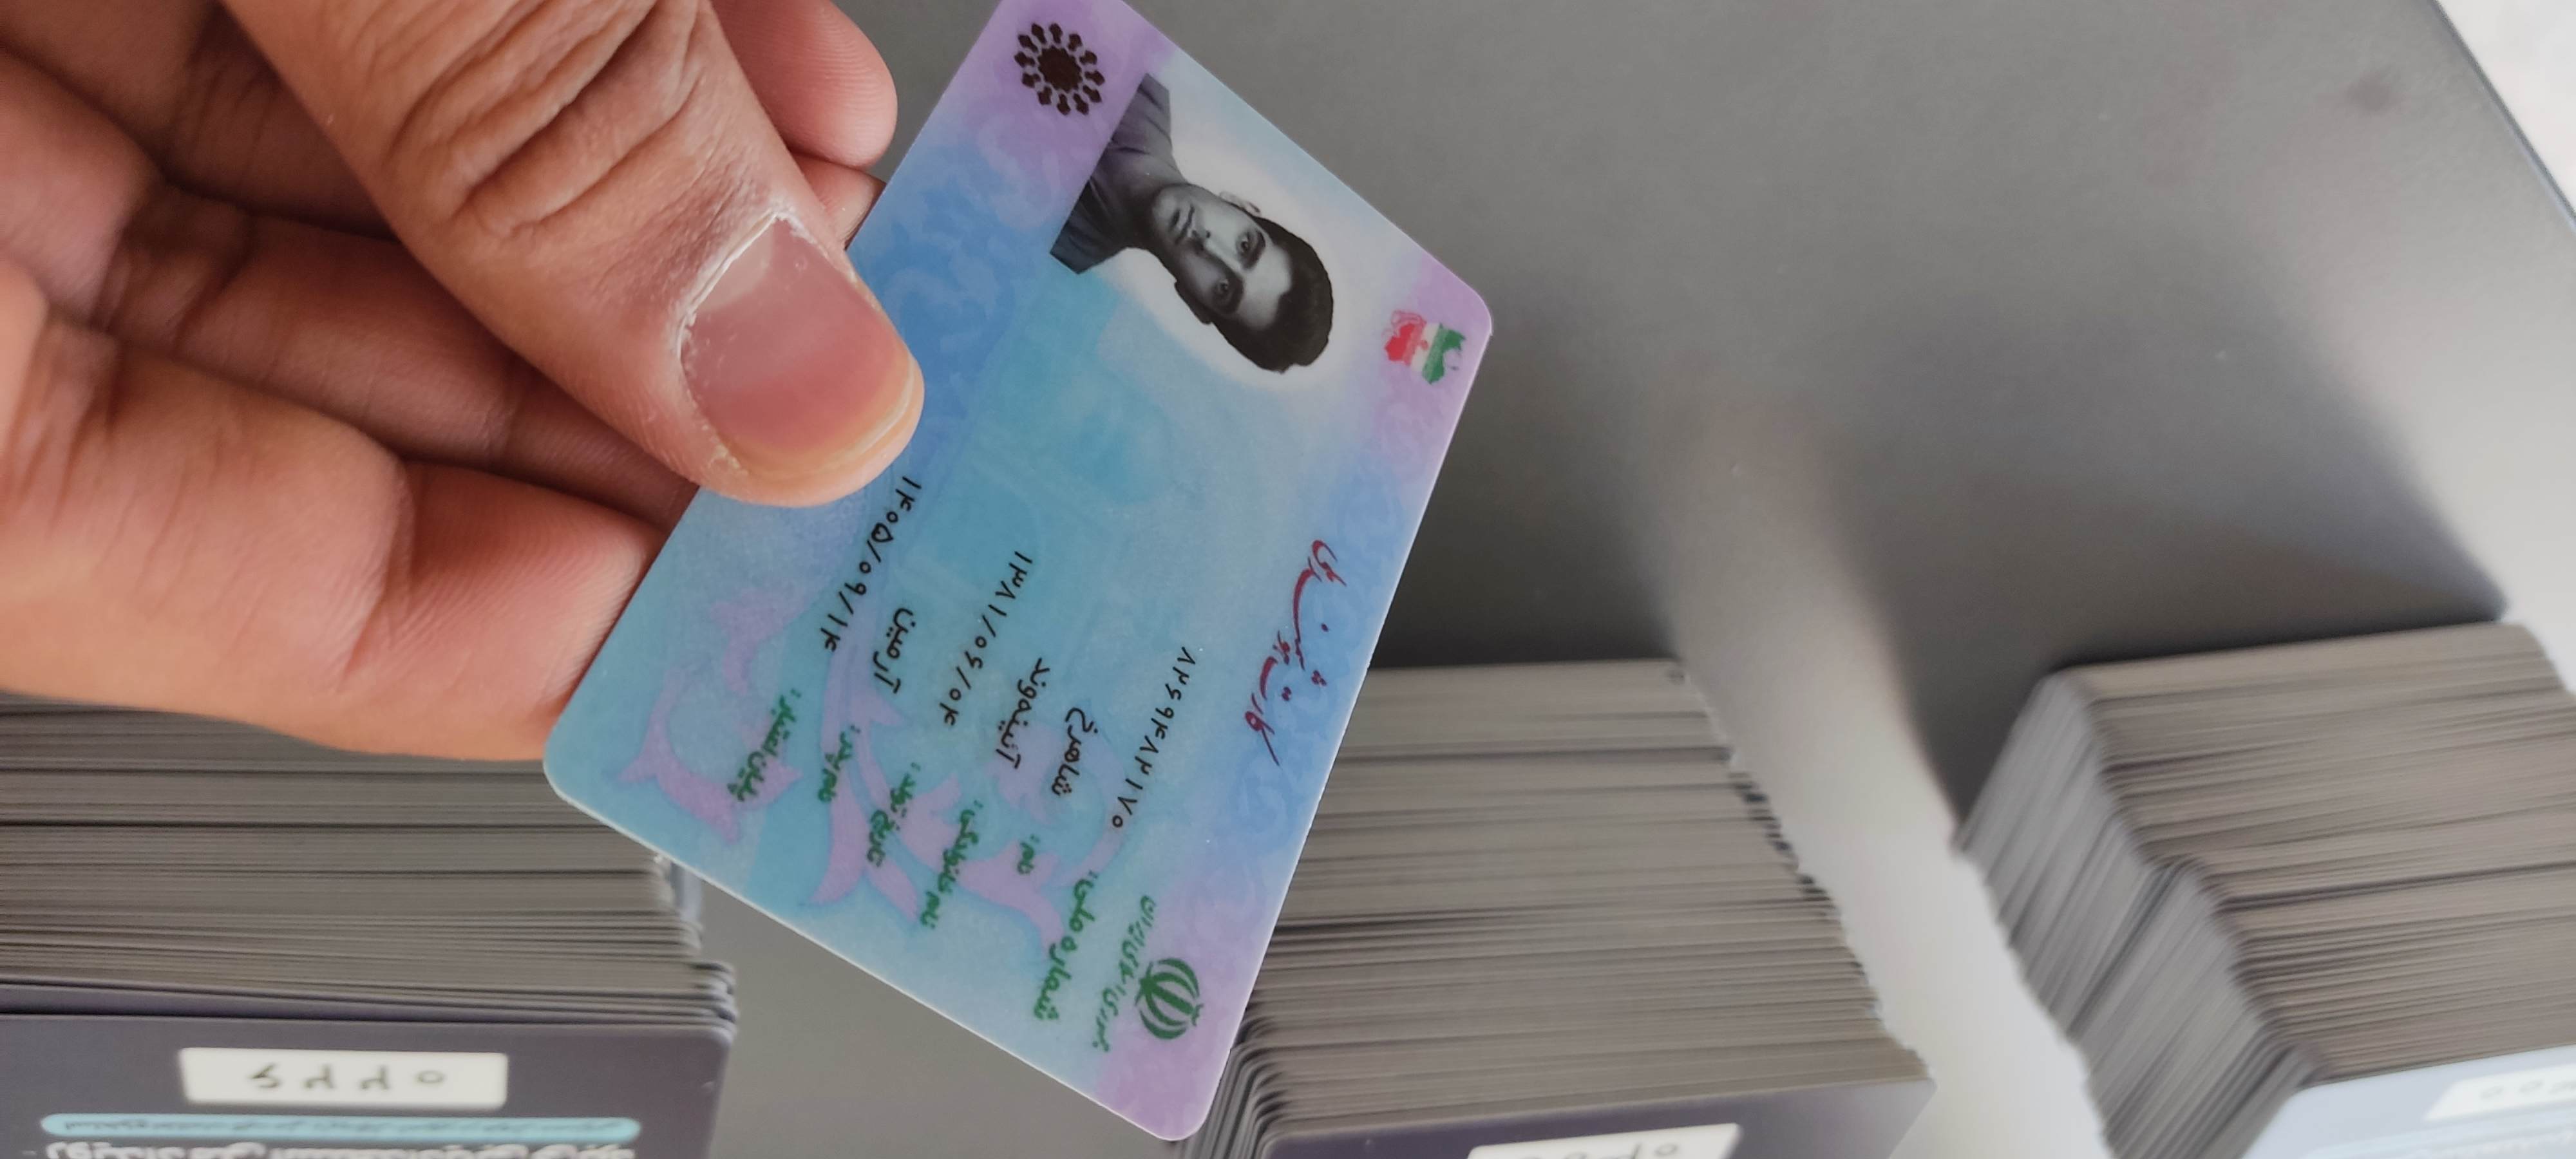 ۰۲۲۶
جمهوری اسلامی ایران
کارت هوشمند ملی
شماره ملی: ۸۲۶۹۴۸۲۱۷۰
نام: شاهرخ
نام خانوادگی: آئینه‌وند
تاریخ تولد: ۱۳۸۱/۰۶/۰۴
نام پدر: آرمین
پایان اعتبار: ۱۴۰۵/۰۹/۱۴